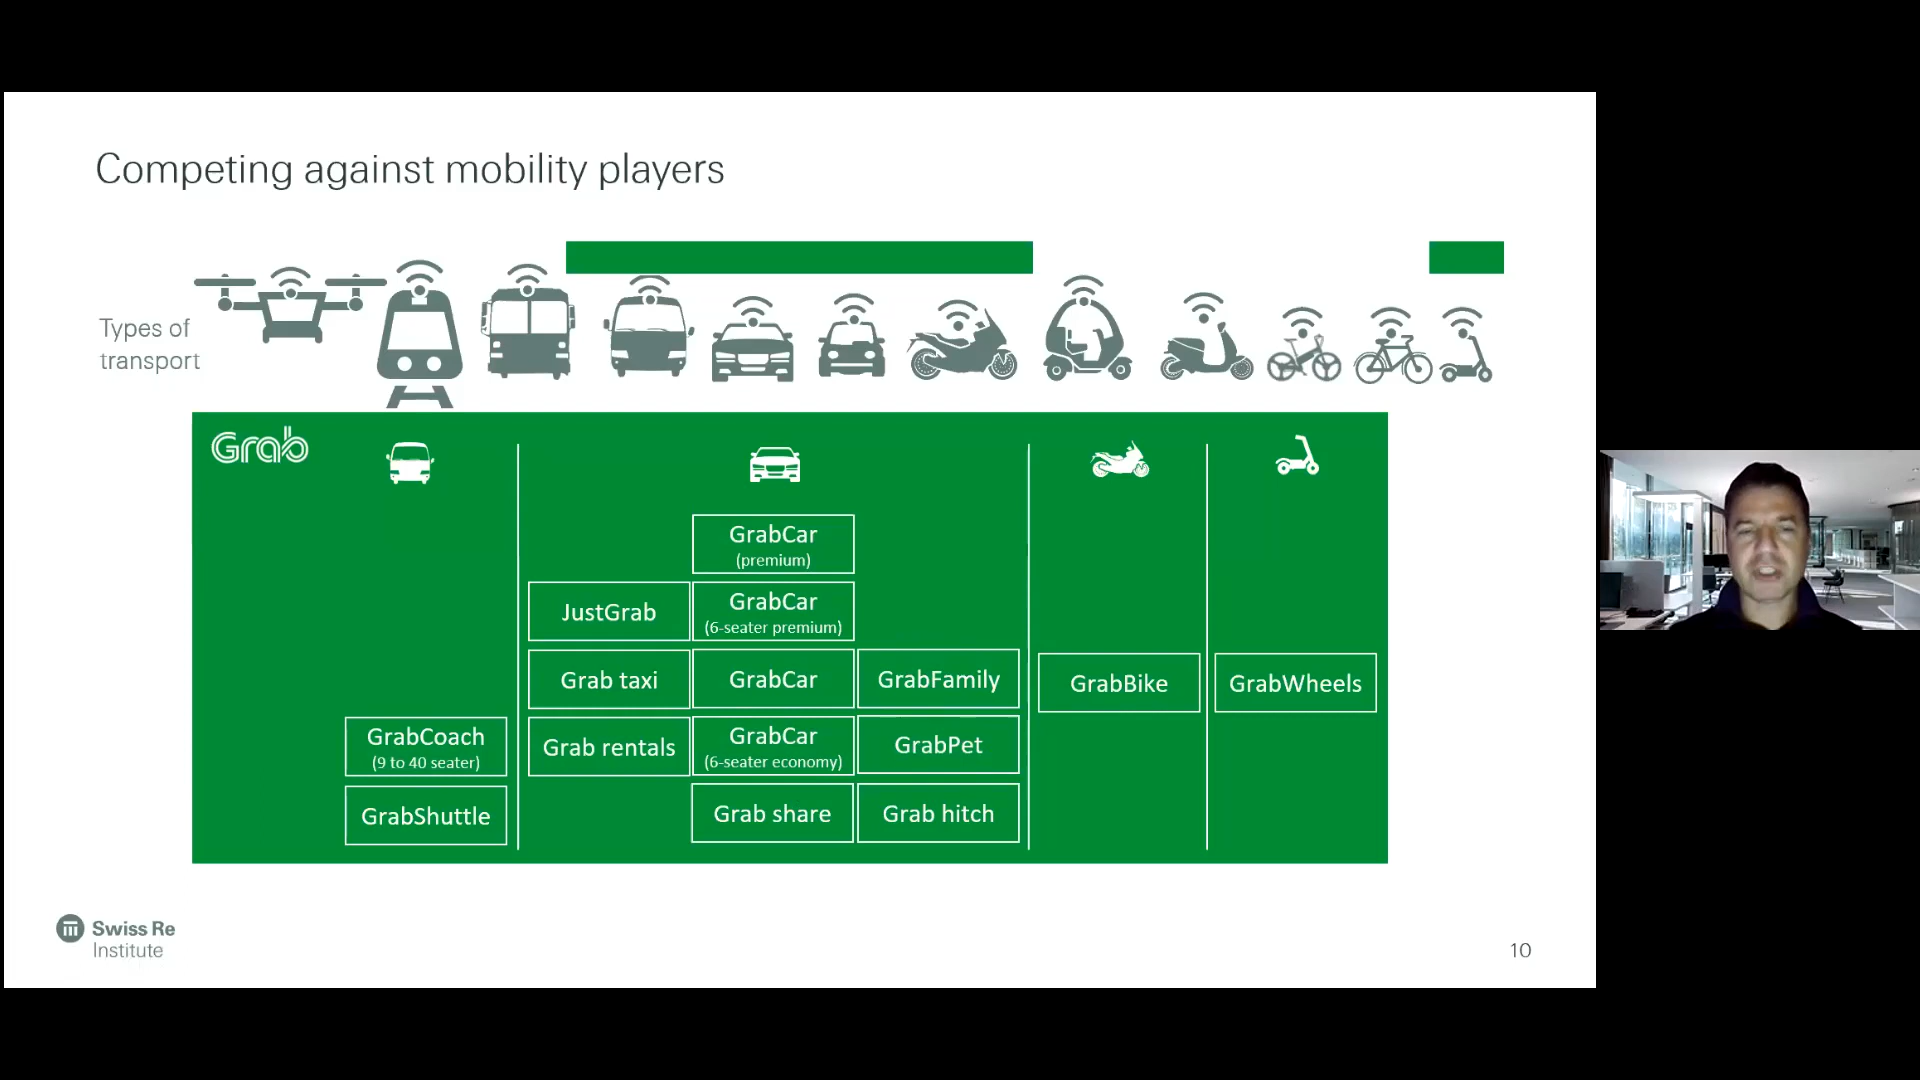 Competing against mobility players
Types of
transport
Grab
GrabCar
(premium)
JustGrab
GrabCar
(6-seater premium)
Grab taxi
GrabCar
GrabFamily
GrabBike
GrabWheels
GrabCoach
(9 to 40 seater)
Grab rentals
GrabCar
(6-seater economy)
GrabPet
GrabShuttle
Grab share
Grab hitch
Swiss Re
Institute
10